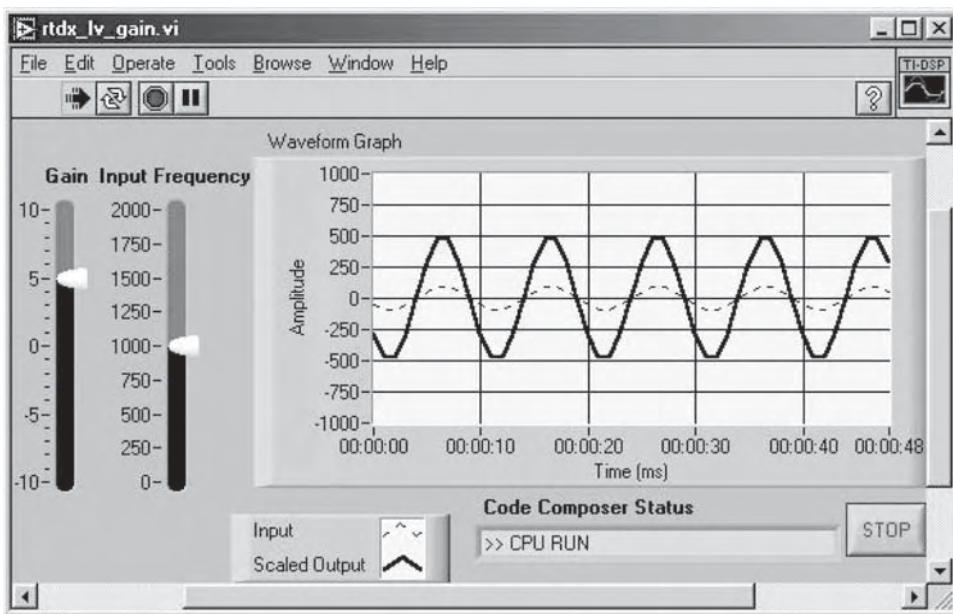 rtdx_lv_gain.vi
File Edit Operate Tools Browse Window Help
TI-DSP
?
Waveform Graph
Gain
10-
5-
0-
-5-
-10-
Input Frequency
2000-
1750-
1500-
1250-
1000-
750-
500-
250-
0-
Amplitude
1000-
750-
500-
250-
0-
-250-
-500-
-750-
-1000-
00:00:00 00:00:10 00:00:20 00:00:30 00:00:40 00:00:48
Time (ms)
Input
Scaled Output
Code Composer Status
>> CPU RUN
STOP